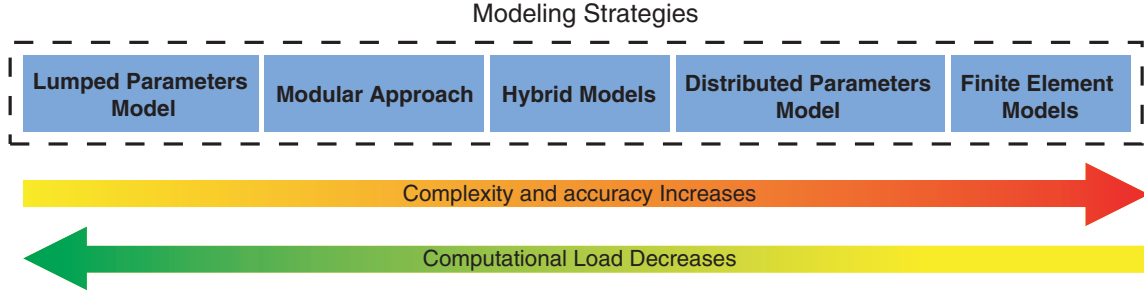 Modeling Strategies
Lumped Parameters
Model
Modular Approach
Hybrid Models
Distributed Parameters
Model
Finite Element
Models
Complexity and accuracy Increases
Computational Load Decreases